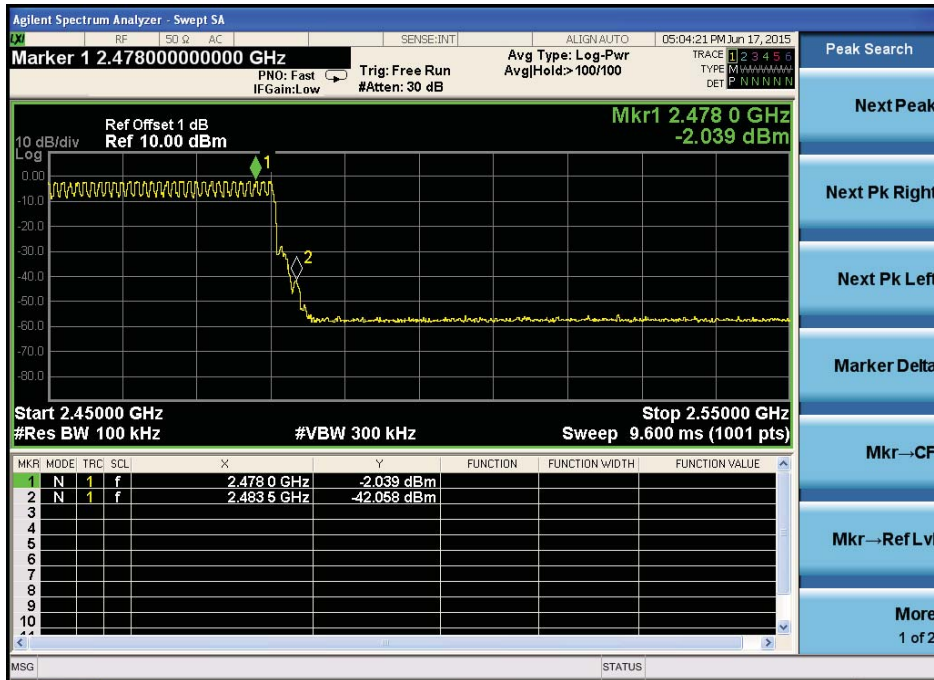 Agilent Spectrum Analyzer - Swept SA
LXI RF 50 Ω AC SENSE:INT ALIGN AUTO 05:04:21 PM Jun 17, 2015
Marker 1 2.478000000000 GHz
PNO: Fast
IFGain:Low
Trig: Free Run
#Atten: 30 dB
Avg Type: Log-Pwr
Avg|Hold:>100/100
TRACE 1 2 3 4 5 6
TYPE M WWWWW
DET P N N N N N
Mkr1 2.478 0 GHz
-2.039 dBm
Ref Offset 1 dB
10 dB/div Ref 10.00 dBm
Log
1
0.00
-10.0
-20.0
-30.0
2
-40.0
-50.0
-60.0
-70.0
-80.0
Start 2.45000 GHz Stop 2.55000 GHz
#Res BW 100 kHz #VBW 300 kHz Sweep 9.600 ms (1001 pts)
MKR MODE TRC SCL X Y FUNCTION FUNCTION WIDTH FUNCTION VALUE
1 N 1 f 2.478 0 GHz -2.039 dBm
2 N 1 f 2.483 5 GHz -42.058 dBm
3
4
5
6
7
8
9
10
11
MSG STATUS
Peak Search
Next Peak
Next Pk Right
Next Pk Left
Marker Delta
Mkr→CF
Mkr→Ref Lvl
More
1 of 2